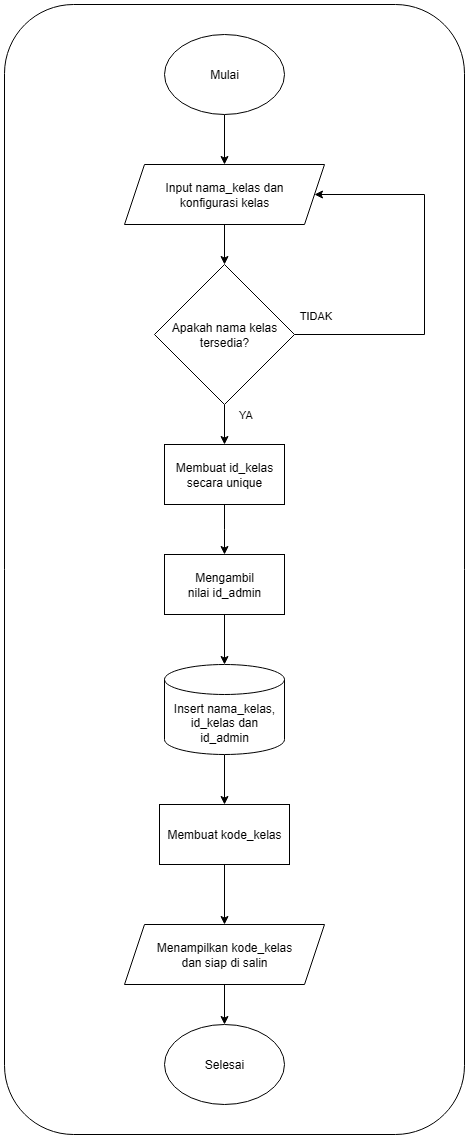 Mulai
Input nama_kelas dan
konfigurasi kelas
Apakah nama kelas
tersedia?
TIDAK
YA
Membuat id_kelas
secara unique
Mengambil
nilai id_admin
Insert nama_kelas,
id_kelas dan
id_admin
Membuat kode_kelas
Menampilkan kode_kelas
dan siap di salin
Selesai